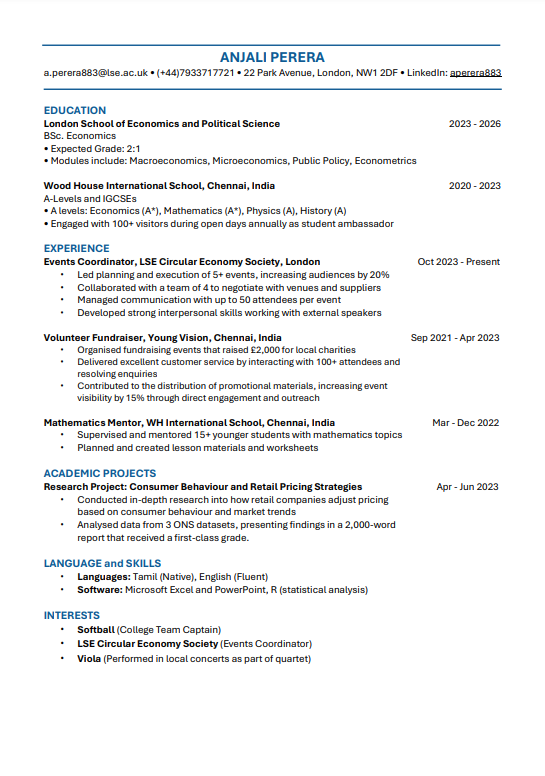 ANJALI PERERA
a.perera883@lse.ac.uk • (+44)7933717721 • 22 Park Avenue, London, NW1 2DF • LinkedIn: aperera883
EDUCATION
London School of Economics and Political Science 2023 - 2026
BSc. Economics
• Expected Grade: 2:1
• Modules include: Macroeconomics, Microeconomics, Public Policy, Econometrics
Wood House International School, Chennai, India 2020 - 2023
A-Levels and IGCSEs
• A levels: Economics (A*), Mathematics (A*), Physics (A), History (A)
• Engaged with 100+ visitors during open days annually as student ambassador
EXPERIENCE
Events Coordinator, LSE Circular Economy Society, London Oct 2023 - Present
• Led planning and execution of 5+ events, increasing audiences by 20%
• Collaborated with a team of 4 to negotiate with venues and suppliers
• Managed communication with up to 50 attendees per event
• Developed strong interpersonal skills working with external speakers
Volunteer Fundraiser, Young Vision, Chennai, India Sep 2021 - Apr 2023
• Organised fundraising events that raised £2,000 for local charities
• Delivered excellent customer service by interacting with 100+ attendees and
resolving enquiries
• Contributed to the distribution of promotional materials, increasing event
visibility by 15% through direct engagement and outreach
Mathematics Mentor, WH International School, Chennai, India Mar - Dec 2022
• Supervised and mentored 15+ younger students with mathematics topics
• Planned and created lesson materials and worksheets
ACADEMIC PROJECTS
Research Project: Consumer Behaviour and Retail Pricing Strategies Apr - Jun 2023
• Conducted in-depth research into how retail companies adjust pricing
based on consumer behaviour and market trends
• Analysed data from 3 ONS datasets, presenting findings in a 2,000-word
report that received a first-class grade.
LANGUAGE and SKILLS
• Languages: Tamil (Native), English (Fluent)
• Software: Microsoft Excel and PowerPoint, R (statistical analysis)
INTERESTS
• Softball (College Team Captain)
• LSE Circular Economy Society (Events Coordinator)
• Viola (Performed in local concerts as part of quartet)